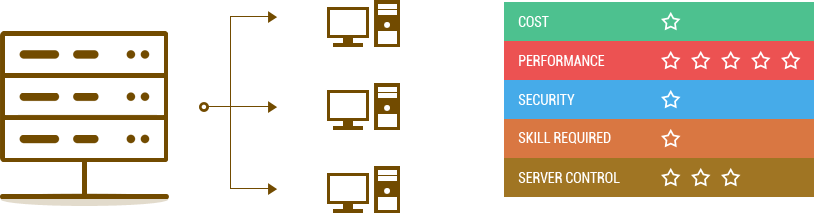 COST
PERFORMANCE
SECURITY
SKILL REQUIRED
SERVER CONTROL